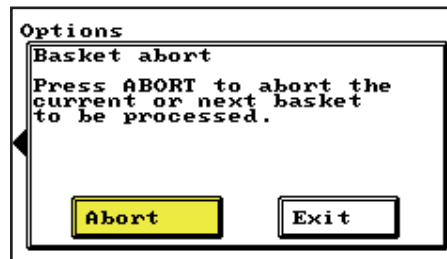 Options
Basket abort
Press ABORT to abort the
current or next basket
to be processed.
Abort
Exit